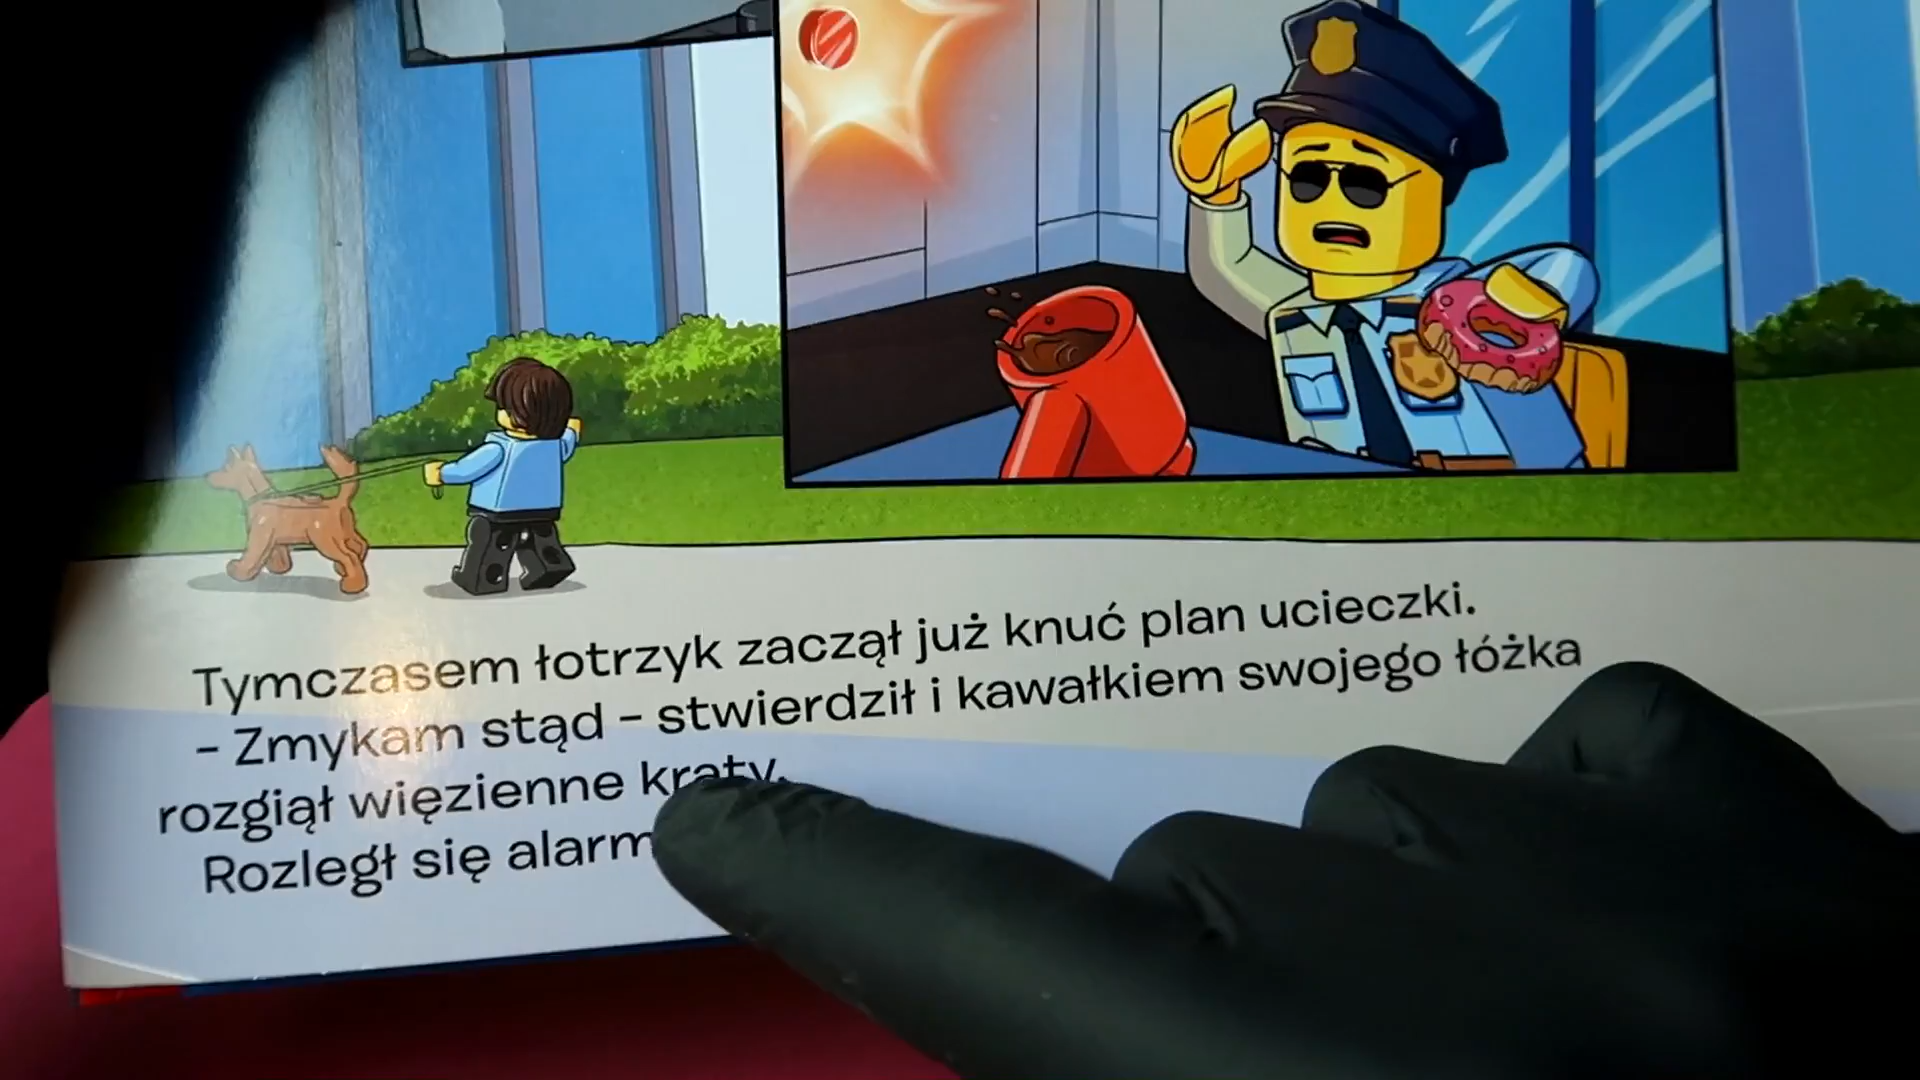 Tymczasem łotrzyk zaczął już knuć plan ucieczki.
– Zmykam stąd – stwierdził i kawałkiem swojego łóżka
rozgiął więzienne kraty.
Rozległ się alarm